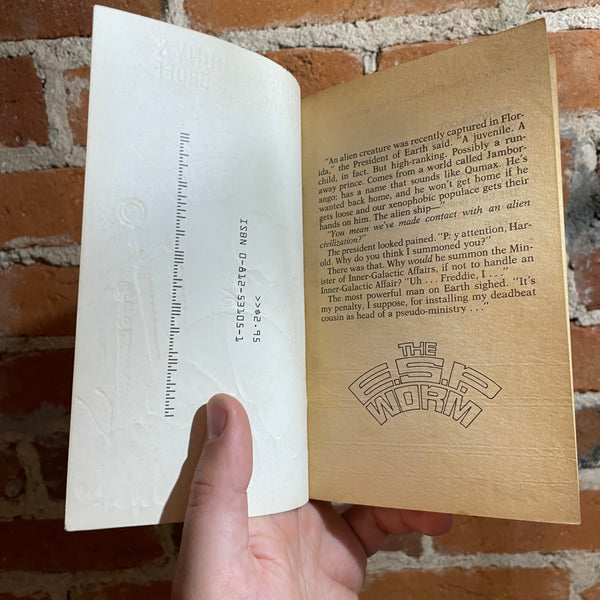 ISBN 0-812-53105-1
>>$2.95
"An alien creature was recently captured in Flor-
ida," the President of Earth said. "A juvenile. A
child, in fact. But high-ranking. Possibly a run-
away prince. Comes from a world called Jambor-
ango; has a name that sounds like Qumax. He's
wanted back home, and he won't get home if he
gets loose and our xenophobic populace gets their
hands on him. The alien ship—"
"You mean we've made contact with an alien
civilization?"
The president looked pained. "P y attention, Har-
old. Why do you think I summoned you?"
There was that. Why would he summon the Min-
ister of Inner-Galactic Affairs, if not to handle an
Inner-Galactic Affair? "Uh . . . Freddie, I . . ."
The most powerful man on Earth sighed. "It's
my penalty, I suppose, for installing my deadbeat
cousin as head of a pseudo-ministry . . ."
THE
E.S.P
WORM